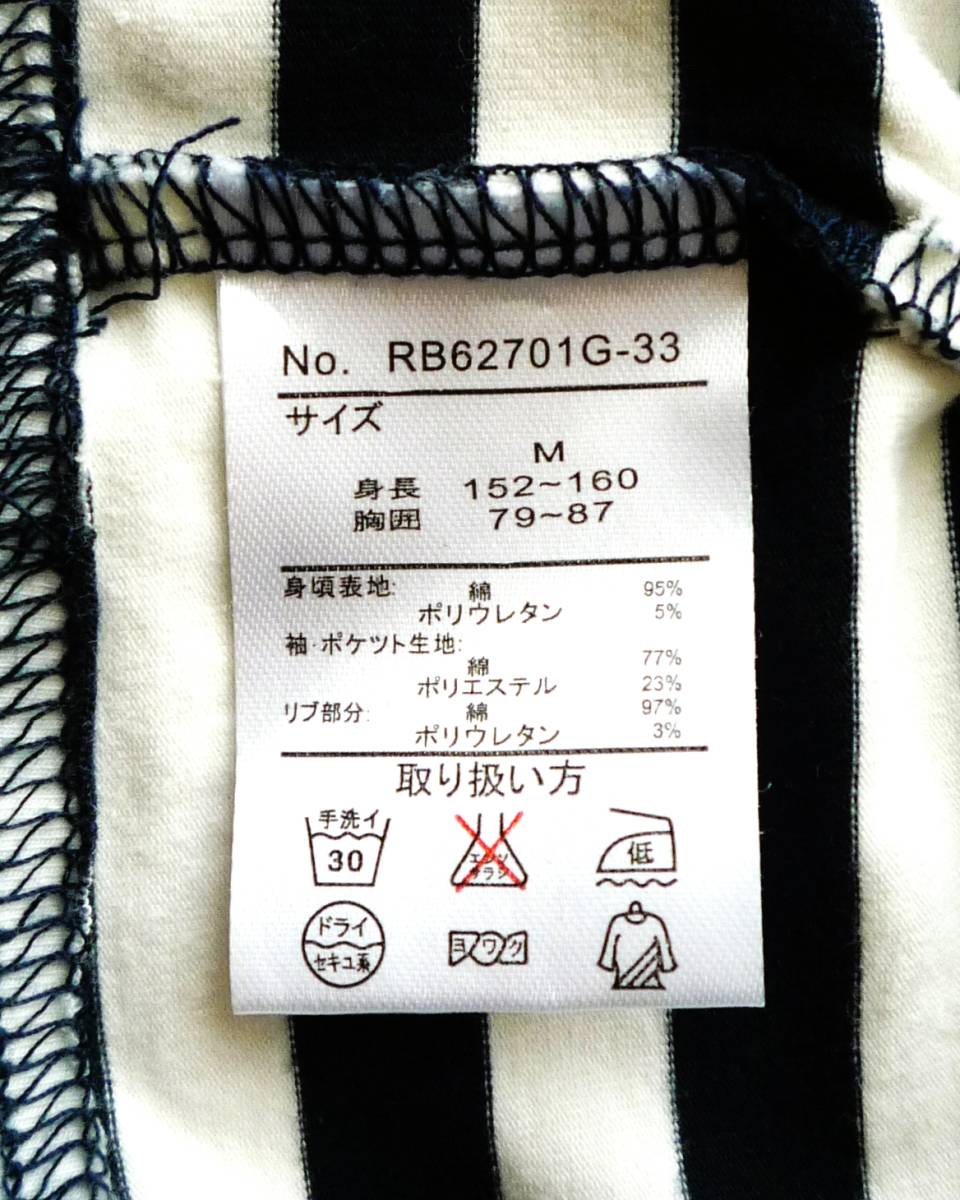 No. RB62701G-33
サイズ
M
身長 152~160
胸囲 79~87
身頃表地: 綿 95%
ポリウレタン 5%
袖·ポケット生地:
綿 77%
ポリエステル 23%
リブ部分: 綿 97%
ポリウレタン 3%
取り扱い方
手洗イ
30
エンソ
チラシ
低
ドライ
セキユ系
ヨワク